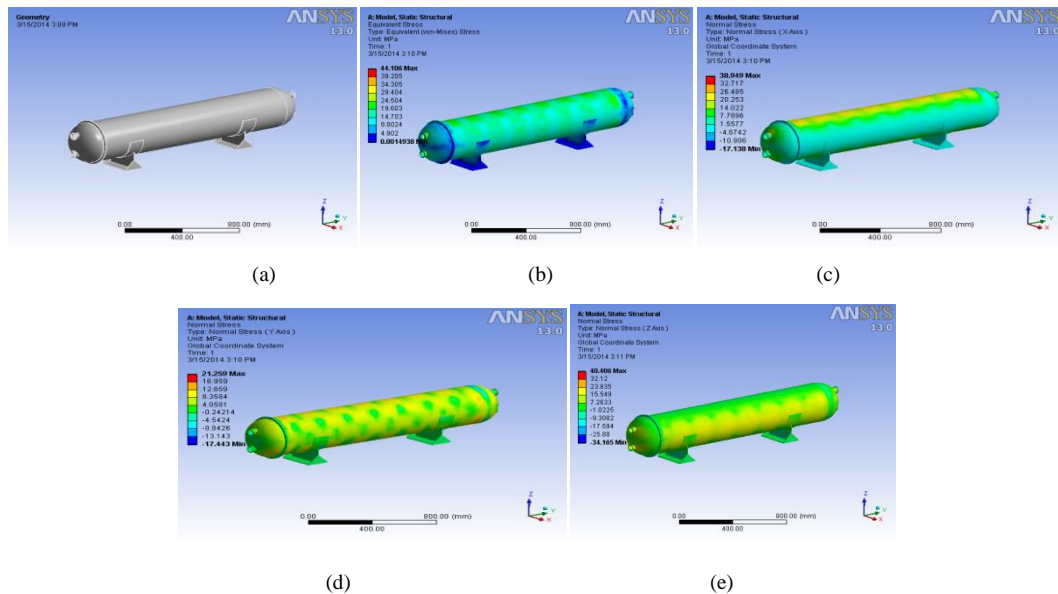 Geometry
3/15/2014 3:09 PM
ANSYS
13.0
0.00
800.00 (mm)
400.00
Z
Y
X
(a)
A: Model, Static Structural
Equivalent Stress
Type: Equivalent (von-Mises) Stress
Unit: MPa
Time: 1
3/15/2014 3:10 PM
44.106 Max
39.205
34.305
29.404
24.504
19.603
14.703
9.8024
4.902
0.0014938 Min
ANSYS
13.0
0.00
800.00 (mm)
400.00
Z
Y
X
(b)
A: Model, Static Structural
Normal Stress
Type: Normal Stress (X Axis)
Unit: MPa
Global Coordinate System
Time: 1
3/15/2014 3:10 PM
38.949 Max
32.717
26.485
20.253
14.022
7.7896
1.5577
-4.6742
-10.906
-17.138 Min
ANSYS
13.0
0.00
800.00 (mm)
400.00
Z
Y
X
(c)
A: Model, Static Structural
Normal Stress
Type: Normal Stress (Y Axis)
Unit: MPa
Global Coordinate System
Time: 1
3/15/2014 3:10 PM
21.259 Max
16.959
12.659
8.3584
4.0581
-0.24214
-4.5424
-8.8426
-13.143
-17.443 Min
ANSYS
13.0
0.00
800.00 (mm)
400.00
Z
Y
X
(d)
A: Model, Static Structural
Normal Stress
Type: Normal Stress (Z Axis)
Unit: MPa
Global Coordinate System
Time: 1
3/15/2014 3:11 PM
40.406 Max
32.12
23.835
15.549
7.2633
-1.0225
-9.3082
-17.594
-25.88
-34.165 Min
ANSYS
13.0
0.00
800.00 (mm)
400.00
Z
Y
X
(e)